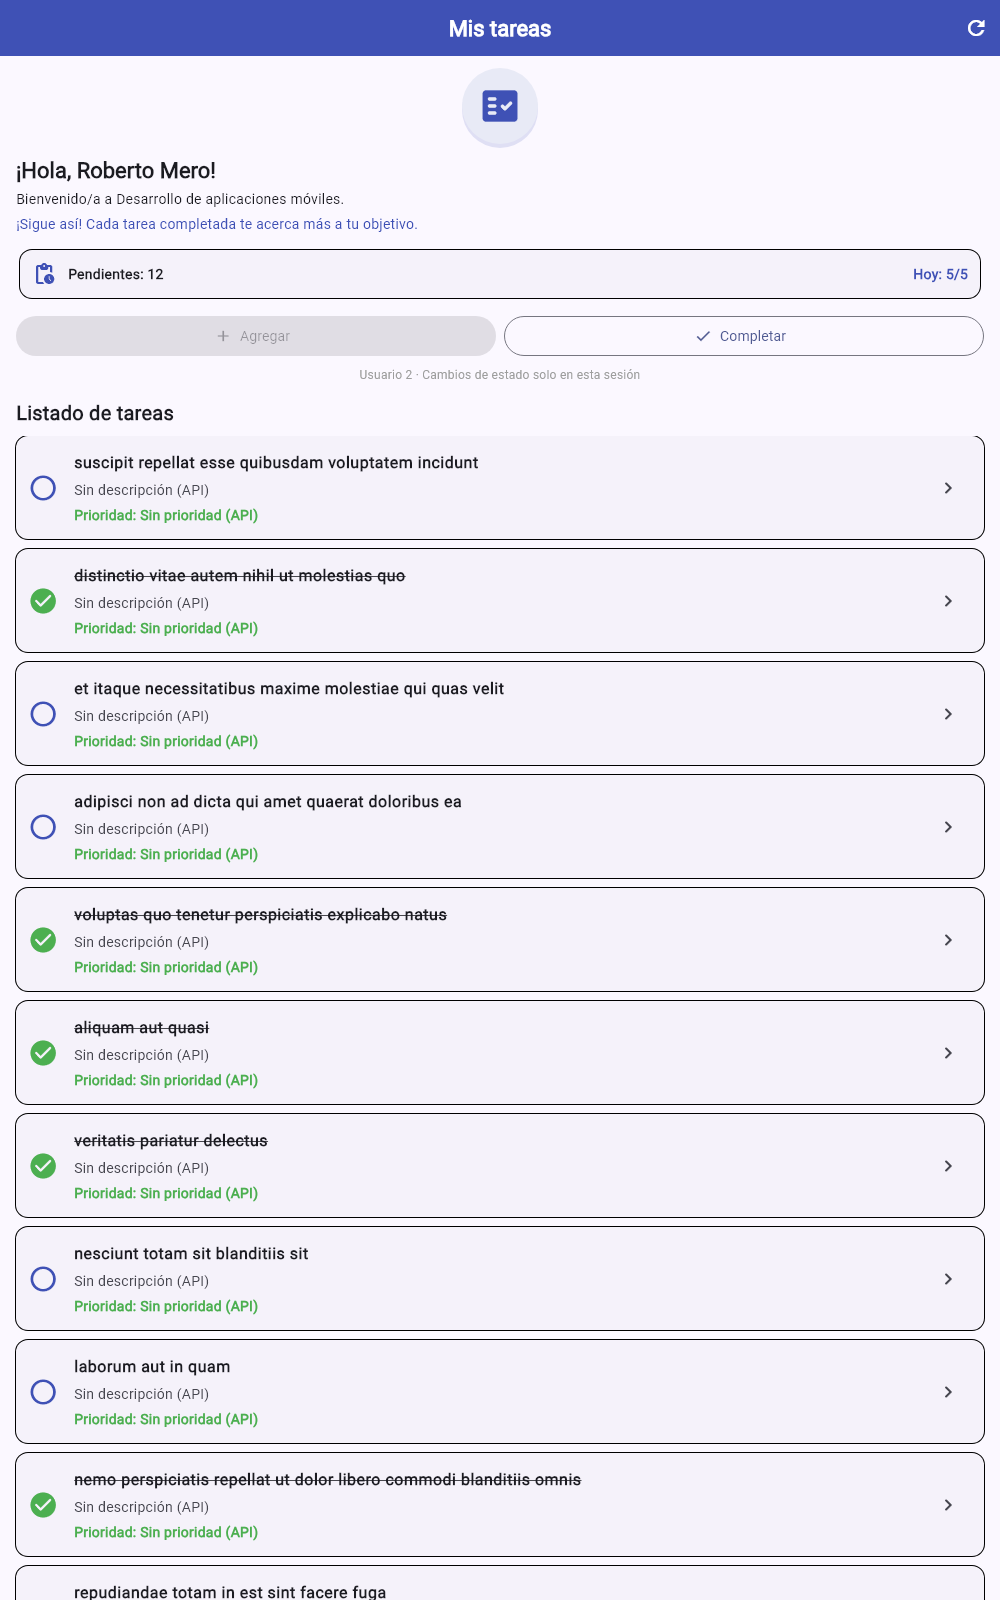 Mis tareas
¡Hola, Roberto Mero!
Bienvenido/a a Desarrollo de aplicaciones móviles.
¡Sigue así! Cada tarea completada te acerca más a tu objetivo.
Pendientes: 12
Hoy: 5/5
Agregar
Completar
Usuario 2 · Cambios de estado solo en esta sesión
Listado de tareas
suscipit repellat esse quibusdam voluptatem incidunt
Sin descripción (API)
Prioridad: Sin prioridad (API)
distinctio vitae autem nihil ut molestias quo
Sin descripción (API)
Prioridad: Sin prioridad (API)
et itaque necessitatibus maxime molestiae qui quas velit
Sin descripción (API)
Prioridad: Sin prioridad (API)
adipisci non ad dicta qui amet quaerat doloribus ea
Sin descripción (API)
Prioridad: Sin prioridad (API)
voluptas quo tenetur perspiciatis explicabo natus
Sin descripción (API)
Prioridad: Sin prioridad (API)
aliquam aut quasi
Sin descripción (API)
Prioridad: Sin prioridad (API)
veritatis pariatur delectus
Sin descripción (API)
Prioridad: Sin prioridad (API)
nesciunt totam sit blanditiis sit
Sin descripción (API)
Prioridad: Sin prioridad (API)
laborum aut in quam
Sin descripción (API)
Prioridad: Sin prioridad (API)
nemo perspiciatis repellat ut dolor libero commodi blanditiis omnis
Sin descripción (API)
Prioridad: Sin prioridad (API)
repudiandae totam in est sint facere fuga